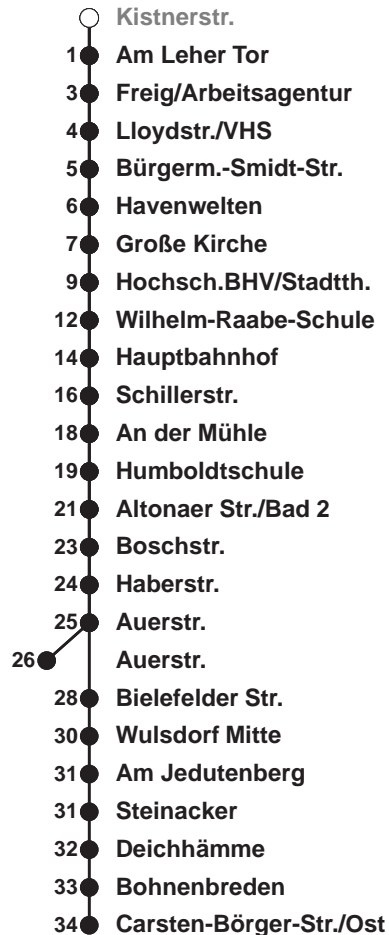 Kistnerstr.
1 Am Leher Tor
3 Freig/Arbeitsagentur
4 Lloydstr./VHS
5 Bürgerm.-Smidt-Str.
6 Havenwelten
7 Große Kirche
9 Hochsch.BHV/Stadtth.
12 Wilhelm-Raabe-Schule
14 Hauptbahnhof
16 Schillerstr.
18 An der Mühle
19 Humboldtschule
21 Altonaer Str./Bad 2
23 Boschstr.
24 Haberstr.
25 Auerstr.
26 Auerstr.
28 Bielefelder Str.
30 Wulsdorf Mitte
31 Am Jedutenberg
31 Steinacker
32 Deichhämme
33 Bohnenbreden
34 Carsten-Börger-Str./Ost